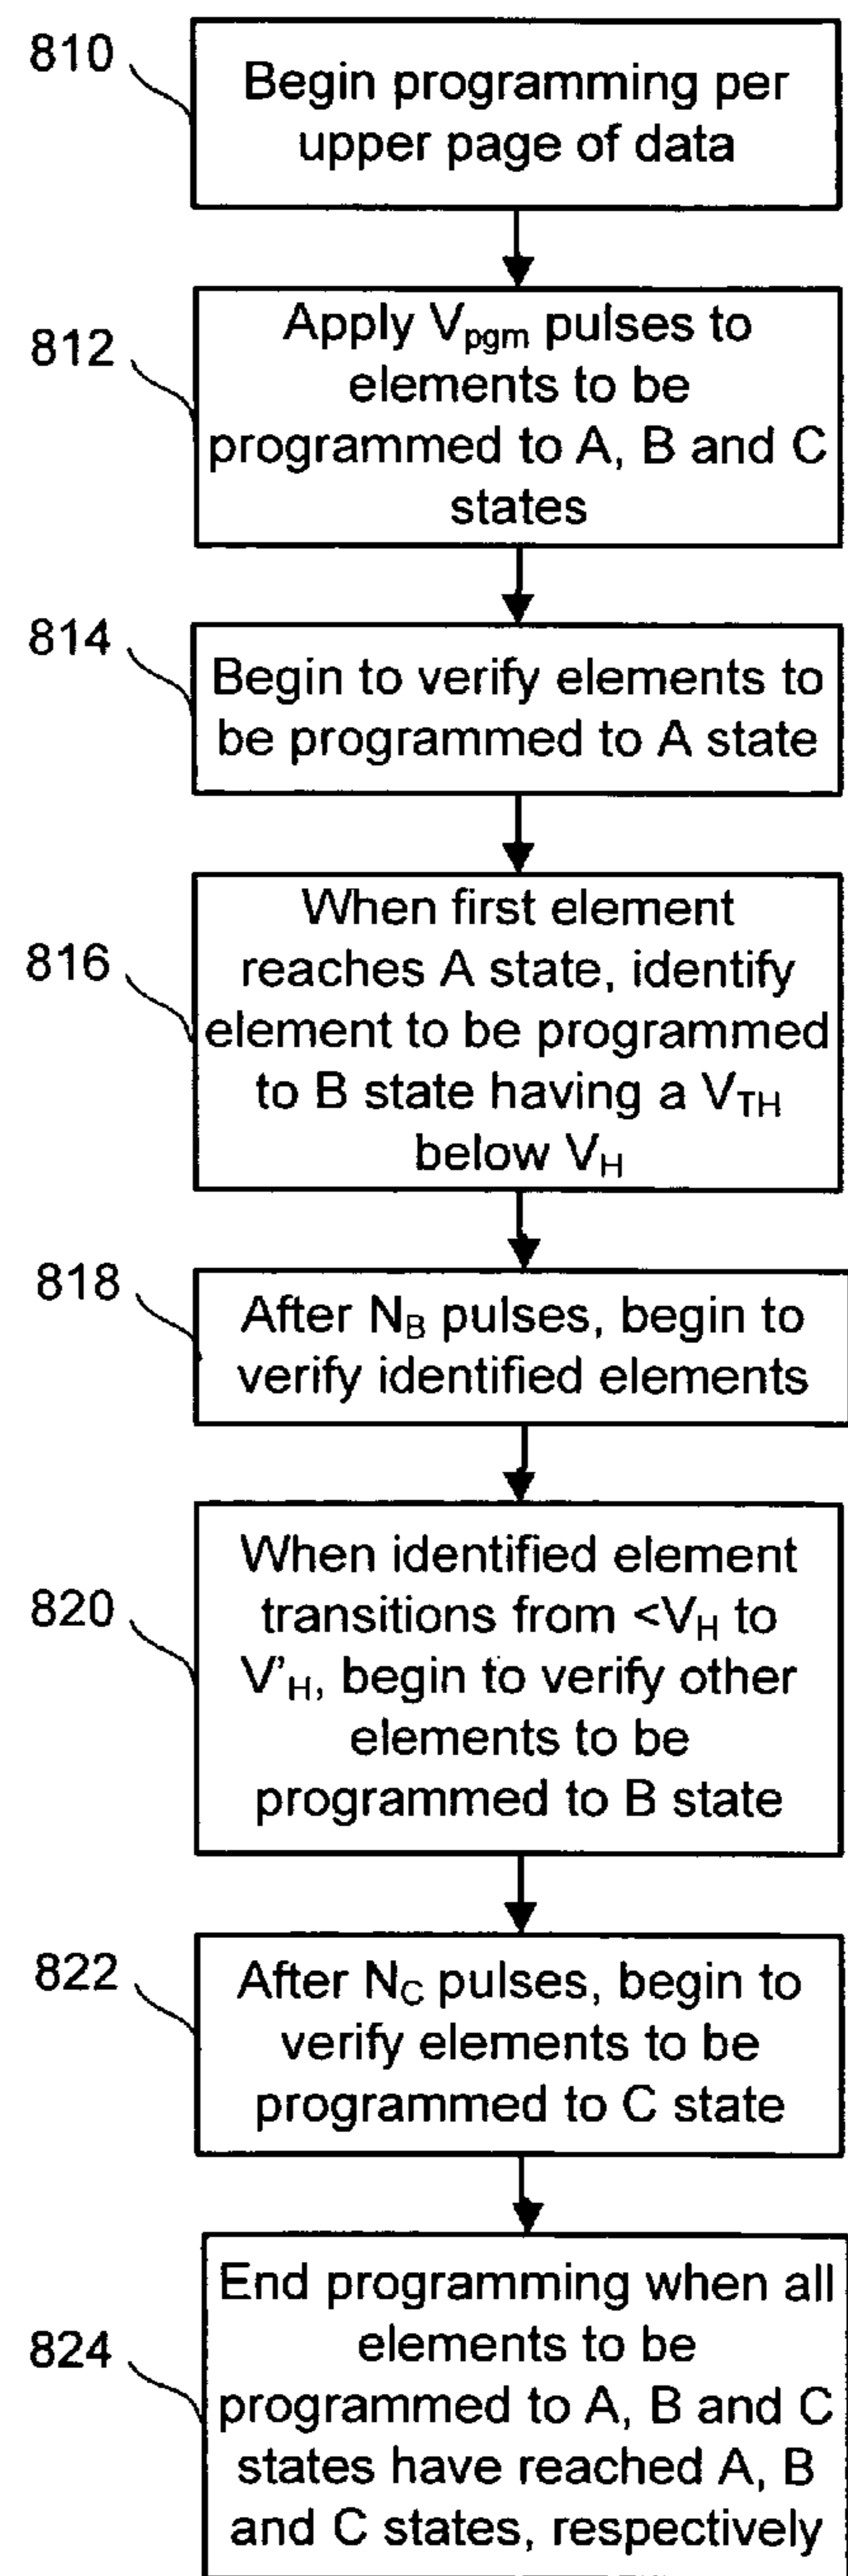 810
Begin programming per
upper page of data
812
Apply Vpgm pulses to
elements to be
programmed to A, B and C
states
814
Begin to verify elements to
be programmed to A state
816
When first element
reaches A state, identify
element to be programmed
to B state having a VTH
below VH
818
After NB pulses, begin to
verify identified elements
820
When identified element
transitions from <VH to
V'H, begin to verify other
elements to be
programmed to B state
822
After NC pulses, begin to
verify elements to be
programmed to C state
824
End programming when all
elements to be
programmed to A, B and C
states have reached A, B
and C states, respectively